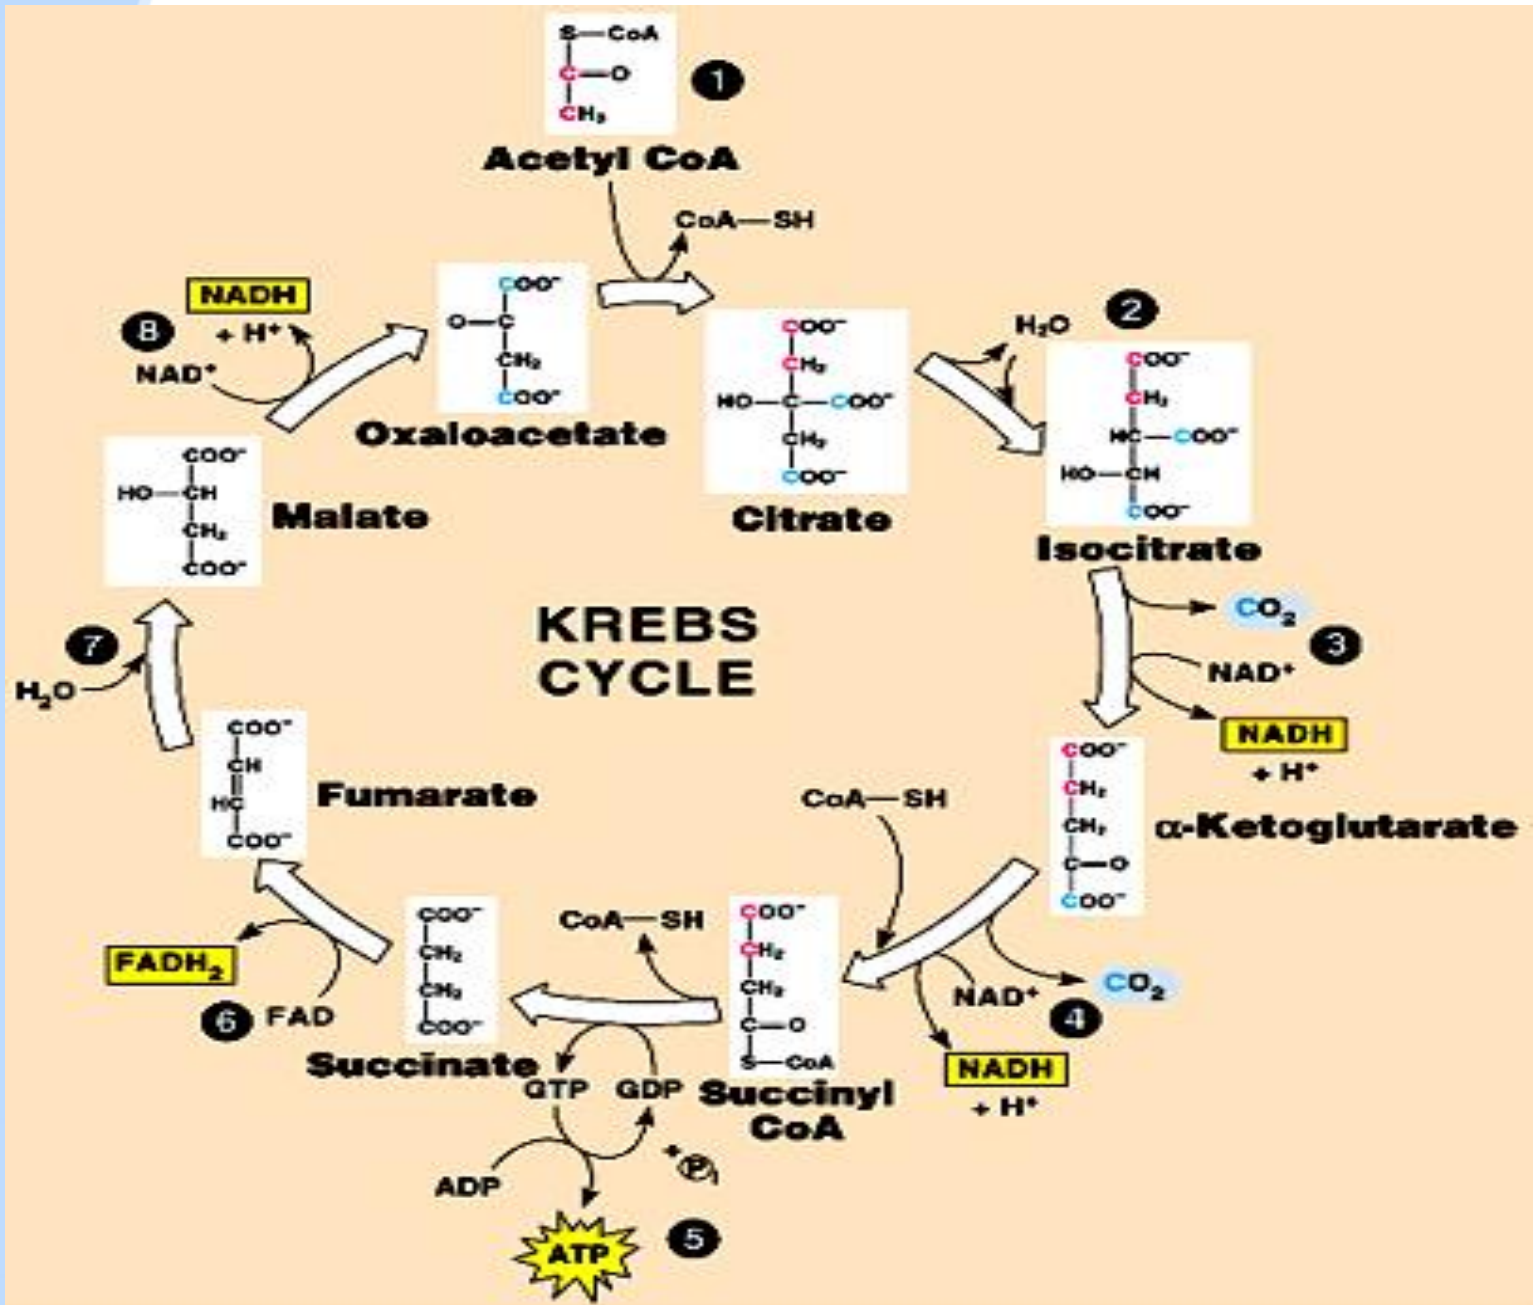 S—CoA
C=O
CH₃
1
Acetyl CoA
CoA—SH
NADH
+ H⁺
8
NAD⁺
COO⁻
O=C
CH₂
COO⁻
Oxaloacetate
COO⁻
CH₂
HO—C—COO⁻
CH₂
COO⁻
Citrate
H₂O
2
COO⁻
CH₂
HC—COO⁻
HO—CH
COO⁻
Isocitrate
COO⁻
HO—CH
CH₂
COO⁻
Malate
KREBS
CYCLE
CO₂
3
NAD⁺
NADH
+ H⁺
7
H₂O
COO⁻
CH
HC
COO⁻
Fumarate
COO⁻
CH₂
CH₂
C=O
COO⁻
α-Ketoglutarate
CoA—SH
CO₂
NAD⁺
4
NADH
+ H⁺
COO⁻
CH₂
CH₂
C=O
S—CoA
Succinyl
CoA
CoA—SH
GTP
GDP
+ Pi
ADP
ATP
5
COO⁻
CH₂
CH₂
COO⁻
Succinate
FADH₂
6
FAD